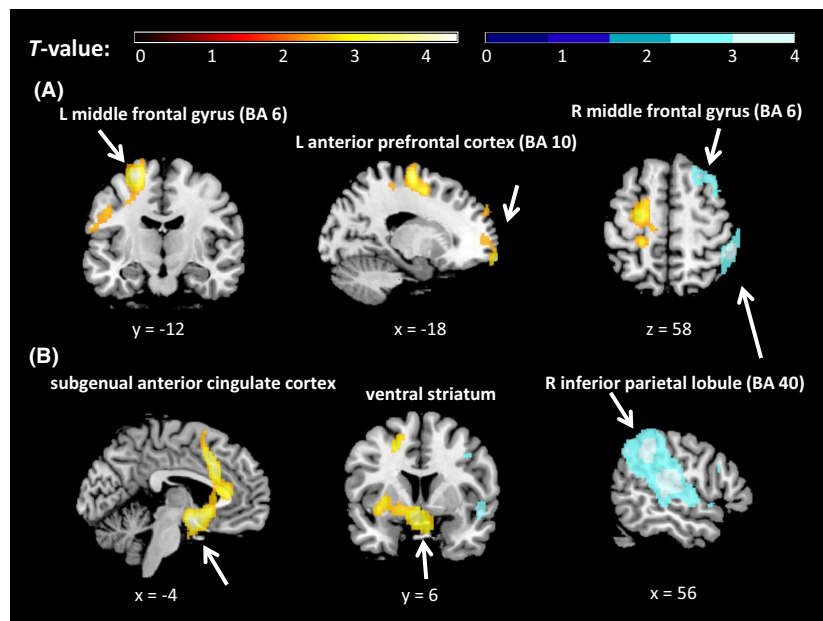 T-value:
0 1 2 3 4
0 1 2 3 4
(A)
L middle frontal gyrus (BA 6)
L anterior prefrontal cortex (BA 10)
R middle frontal gyrus (BA 6)
y = -12
x = -18
z = 58
(B)
subgenual anterior cingulate cortex
ventral striatum
R inferior parietal lobule (BA 40)
x = -4
y = 6
x = 56